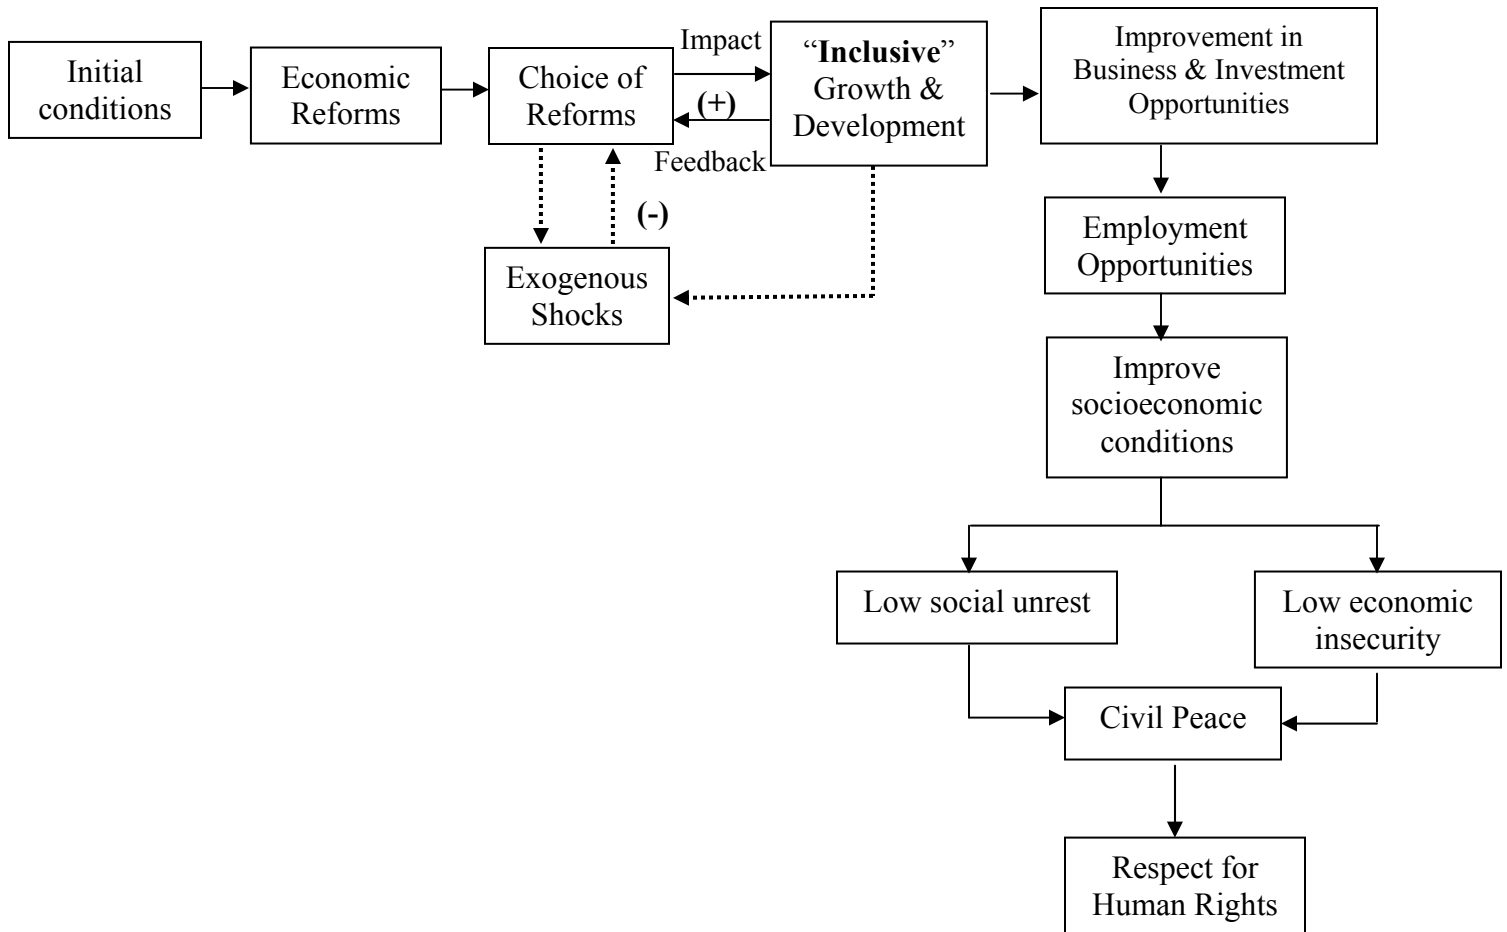 Initial
conditions
Economic
Reforms
Choice of
Reforms
Impact
(+)
Feedback
“Inclusive”
Growth &
Development
Improvement in
Business & Investment
Opportunities
(-)
Exogenous
Shocks
Employment
Opportunities
Improve
socioeconomic
conditions
Low social unrest
Low economic
insecurity
Civil Peace
Respect for
Human Rights